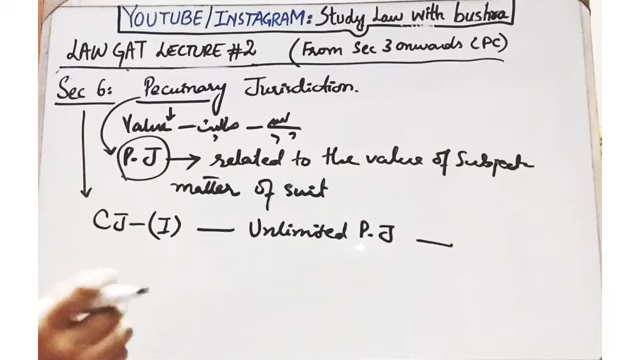 YOUTUBE/INSTAGRAM: Study Law with bushra
LAW GAT LECTURE #2 (From Sec 3 onwards CPC)
Sec 6: Pecuniary Jurisdiction.
Value – مالیت –
P.J → related to the value of Subject
matter of suit
CJ–(I) — Unlimited P.J —